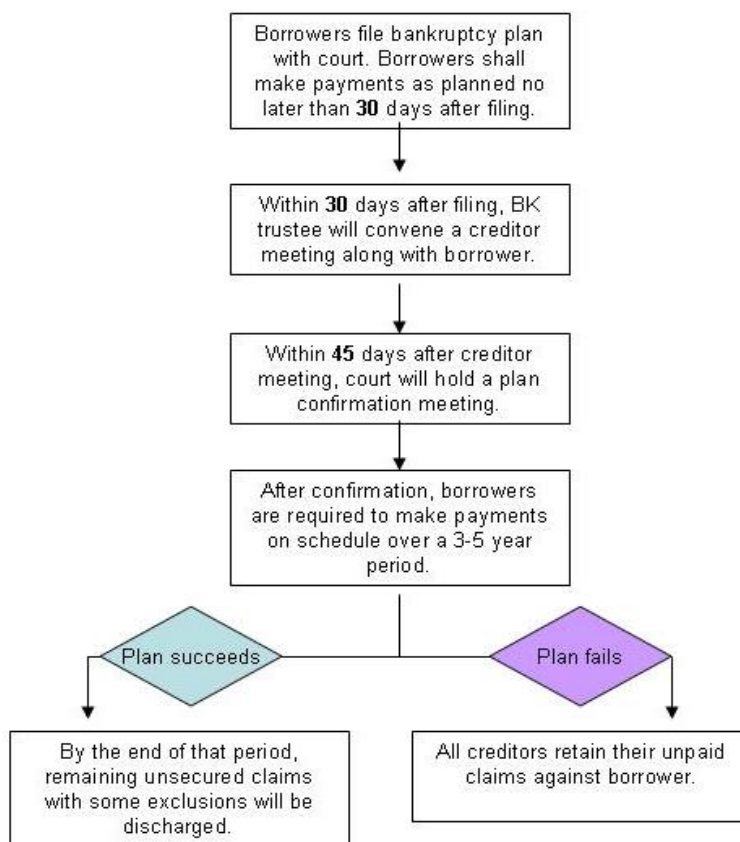 Borrowers file bankruptcy plan
with court. Borrowers shall
make payments as planned no
later than 30 days after filing.
Within 30 days after filing, BK
trustee will convene a creditor
meeting along with borrower.
Within 45 days after creditor
meeting, court will hold a plan
confirmation meeting.
After confirmation, borrowers
are required to make payments
on schedule over a 3-5 year
period.
Plan succeeds
Plan fails
By the end of that period,
remaining unsecured claims
with some exclusions will be
discharged.
All creditors retain their unpaid
claims against borrower.